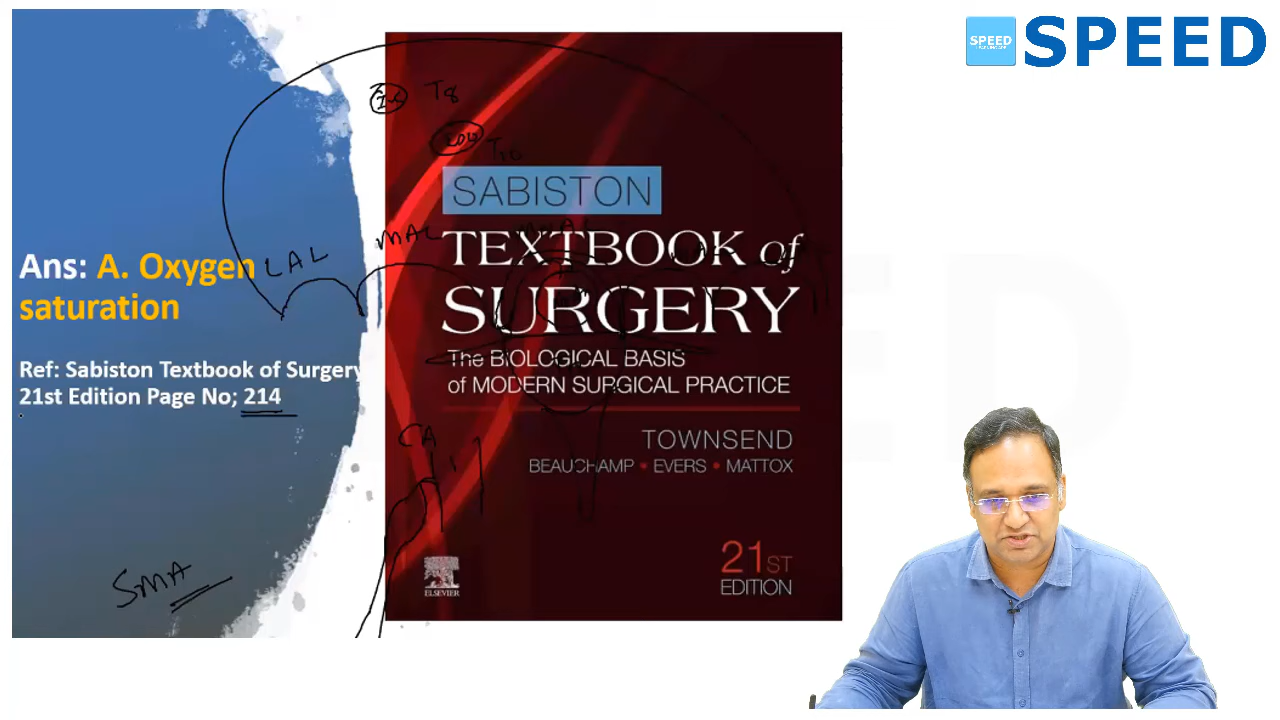 SPEED
SPEED
T8
T10
LAL
MAL
Ans: A. Oxygen
saturation
Ref: Sabiston Textbook of Surgery
21st Edition Page No; 214
SMA
SABISTON
TEXTBOOK of
SURGERY
The BIOLOGICAL BASIS
of MODERN SURGICAL PRACTICE
TOWNSEND
BEAUCHAMP • EVERS • MATTOX
CA
21ST
EDITION
ELSEVIER